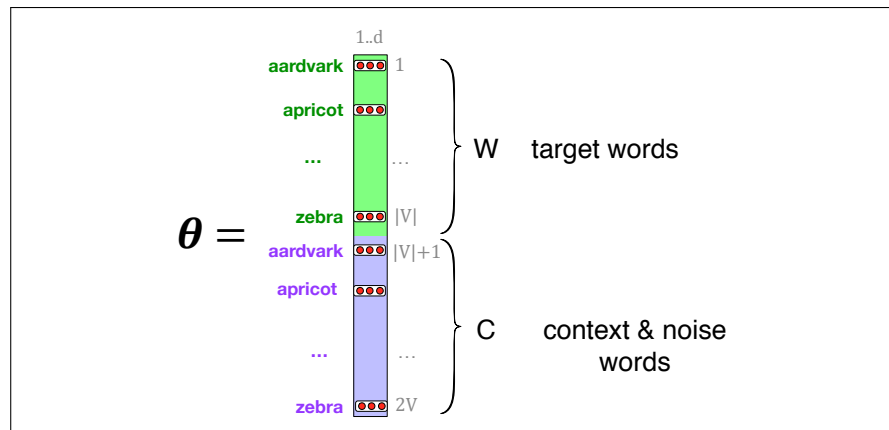 1..d
aardvark 1
apricot
... ...
W target words
zebra |V|
θ =
aardvark |V|+1
apricot
C context & noise
words
... ...
zebra 2V